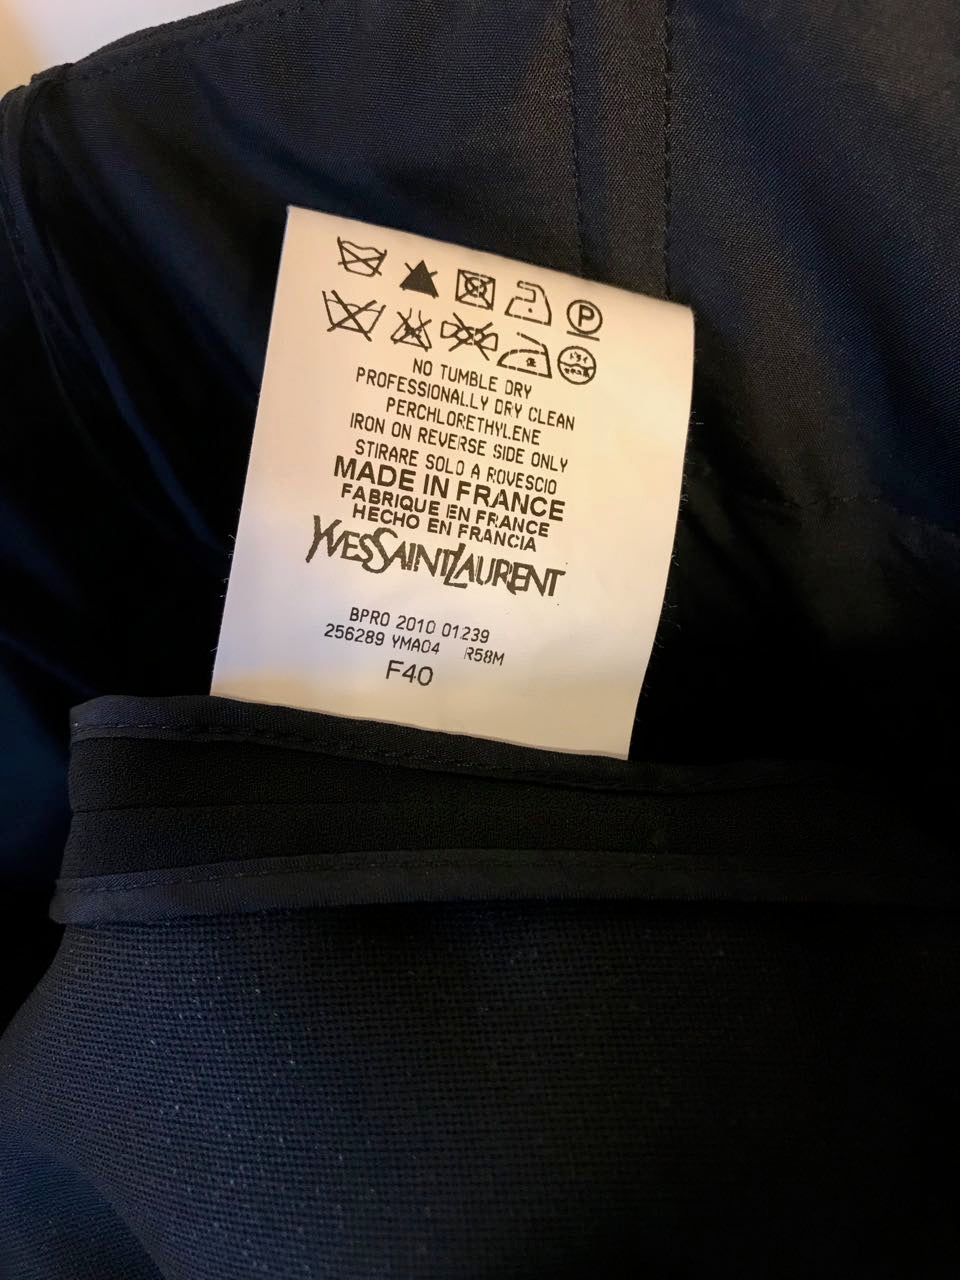 P
NO TUMBLE DRY
PROFESSIONALLY DRY CLEAN
PERCHLORETHYLENE
IRON ON REVERSE SIDE ONLY
STIRARE SOLO A ROVESCIO
MADE IN FRANCE
FABRIQUE EN FRANCE
HECHO EN FRANCIA
YVESSAINTLAURENT
BPRO 2010 01239
256289 YMA04 R58M
F40